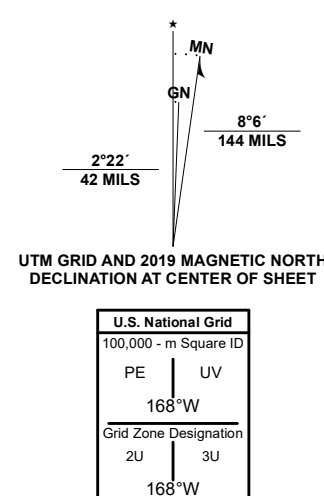 ★
MN
GN
8°6´
144 MILS
2°22´
42 MILS
UTM GRID AND 2019 MAGNETIC NORTH
DECLINATION AT CENTER OF SHEET
U.S. National Grid
100,000 - m Square ID
PE UV
168°W
Grid Zone Designation
2U 3U
168°W